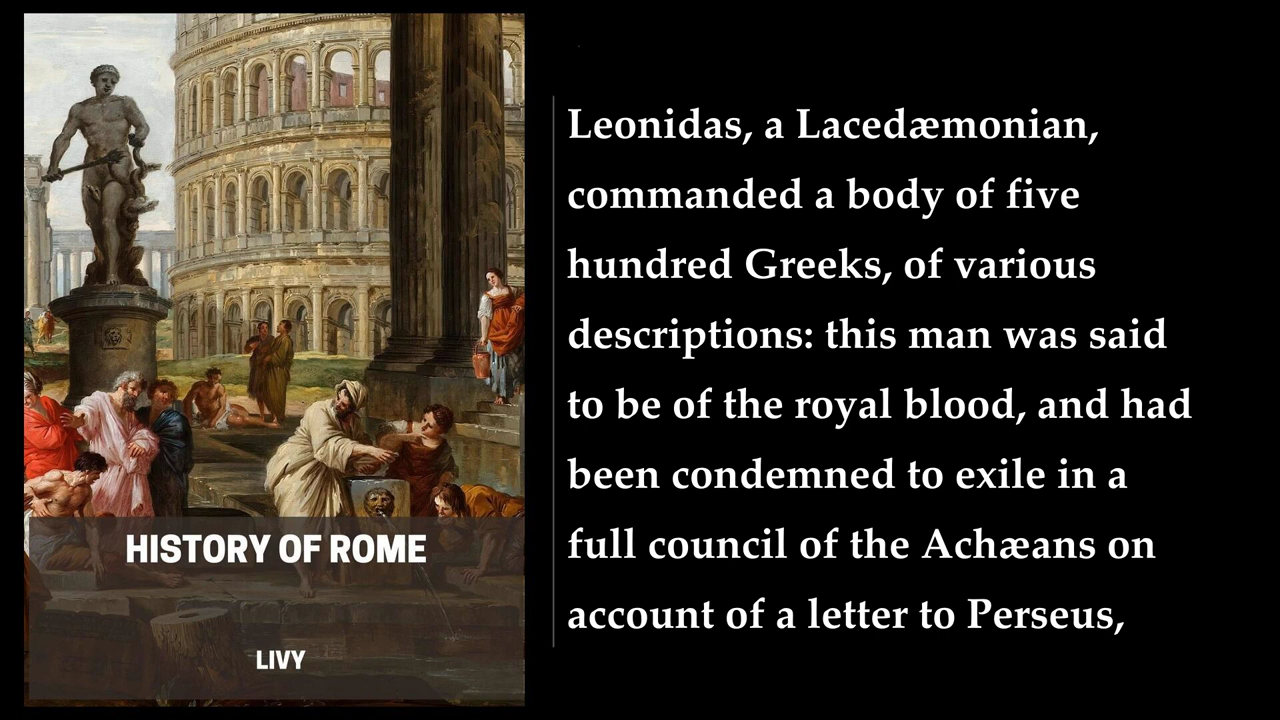 HISTORY OF ROME
LIVY
Leonidas, a Lacedæmonian,
commanded a body of five
hundred Greeks, of various
descriptions: this man was said
to be of the royal blood, and had
been condemned to exile in a
full council of the Achæans on
account of a letter to Perseus,